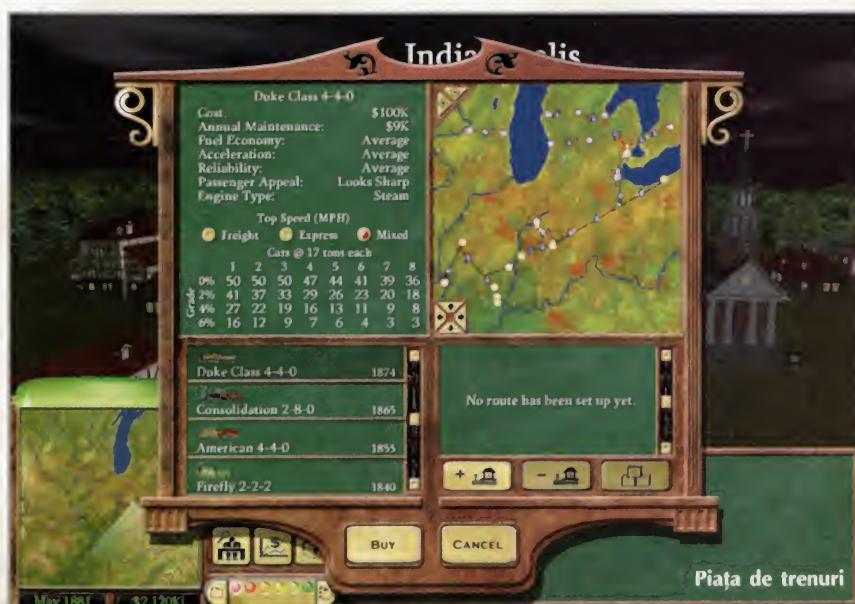 Duke Class 4-4-0
Cost: $100K
Annual Maintenance: $9K
Fuel Economy: Average
Acceleration: Average
Reliability: Average
Passenger Appeal: Looks Sharp
Engine Type: Steam
Top Speed (MPH)
Freight Express Mixed
Cars @ 17 tons each
1 2 3 4 5 6 7 8
Grade
0% 50 50 50 47 44 41 39 36
2% 41 37 33 29 26 23 20 18
4% 27 22 19 16 13 11 9 8
6% 16 12 9 7 6 4 3 3
Duke Class 4-4-0 1874
Consolidation 2-8-0 1865
American 4-4-0 1855
Firefly 2-2-2 1840
No route has been set up yet.
+ -
BUY CANCEL
Piaţa de trenuri
May 1881